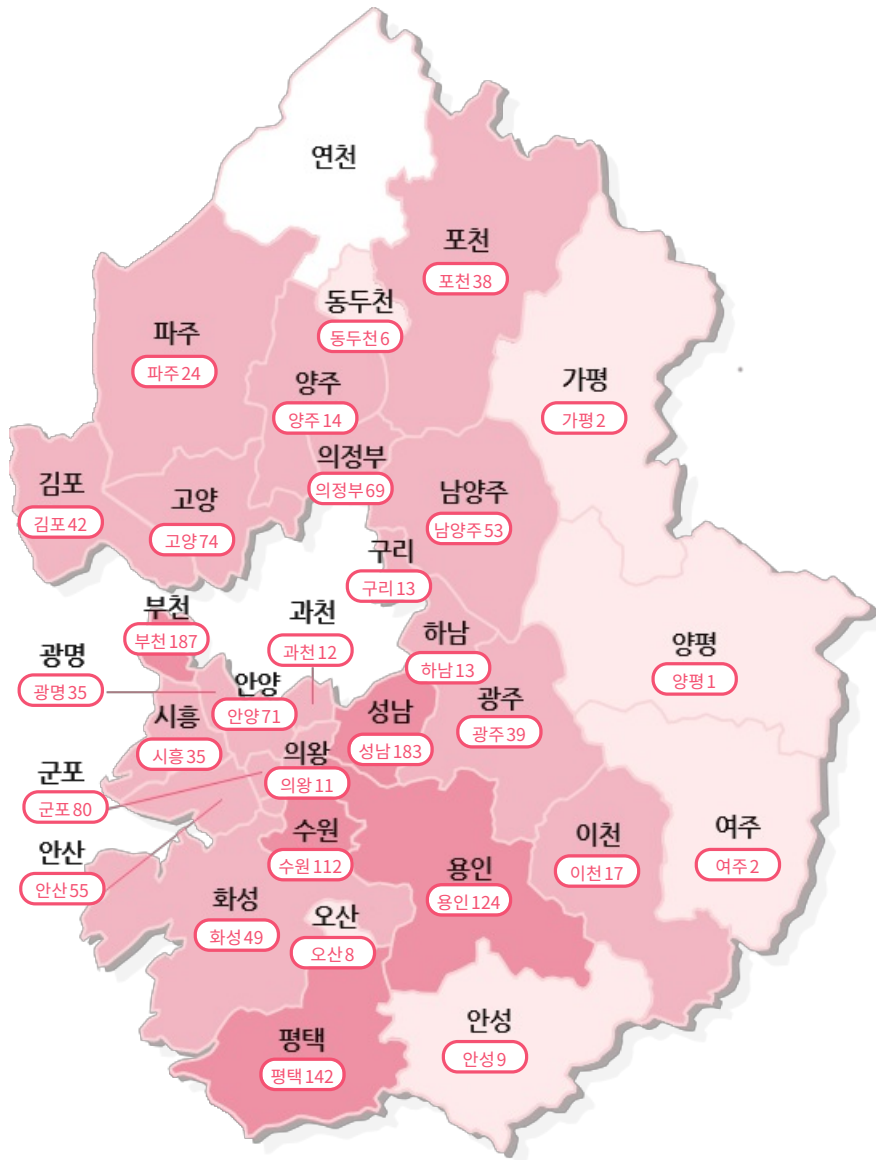 연천
포천
포천38
동두천
동두천6
파주
파주24
양주
양주14
가평
가평2
의정부
의정부69
김포
김포42
고양
고양74
남양주
남양주53
구리
구리13
부천
부천187
과천
과천12
하남
하남13
양평
양평1
광명
광명35
안양
안양71
시흥
시흥35
성남
성남183
광주
광주39
의왕
의왕11
군포
군포80
수원
수원112
이천
이천17
여주
여주2
안산
안산55
용인
용인124
화성
화성49
오산
오산8
안성
안성9
평택
평택142